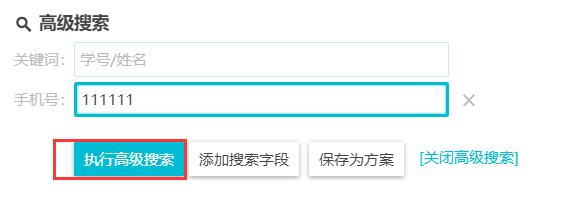 高级搜索
关键词： 学号/姓名
手机号： 111111
执行高级搜索 添加搜索字段 保存为方案 [关闭高级搜索]